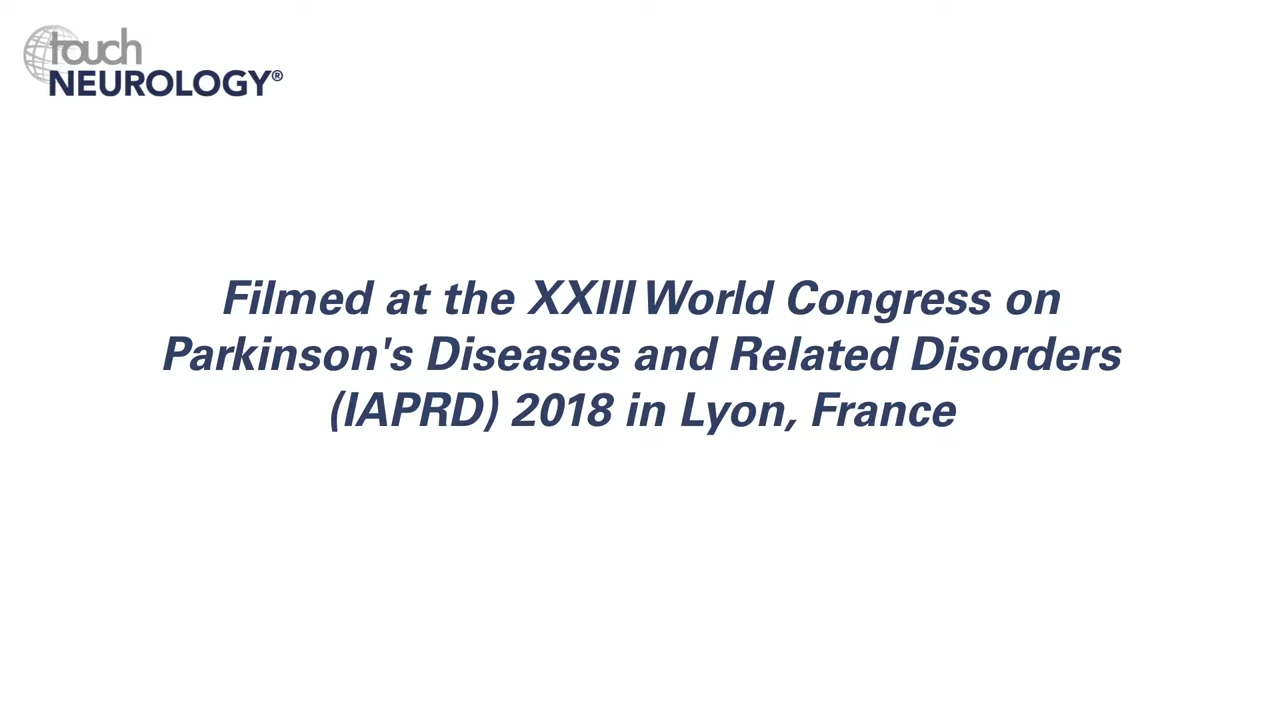 touch
NEUROLOGY®
Filmed at the XXIII World Congress on
Parkinson's Diseases and Related Disorders
(IAPRD) 2018 in Lyon, France